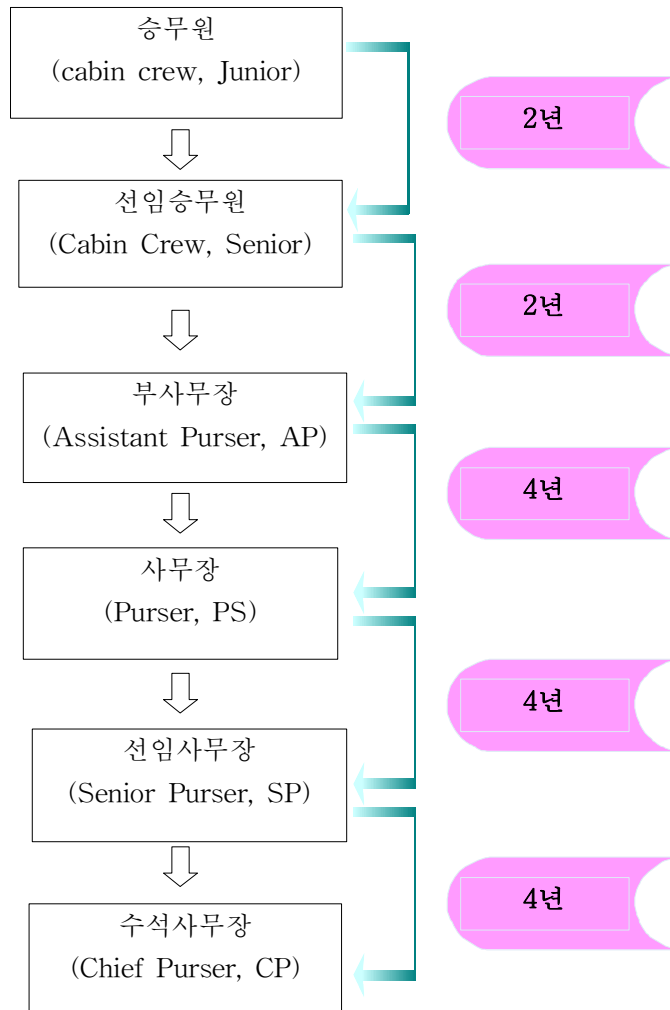 승무원
(cabin crew, Junior)
2년
선임승무원
(Cabin Crew, Senior)
2년
부사무장
(Assistant Purser, AP)
4년
사무장
(Purser, PS)
4년
선임사무장
(Senior Purser, SP)
4년
수석사무장
(Chief Purser, CP)